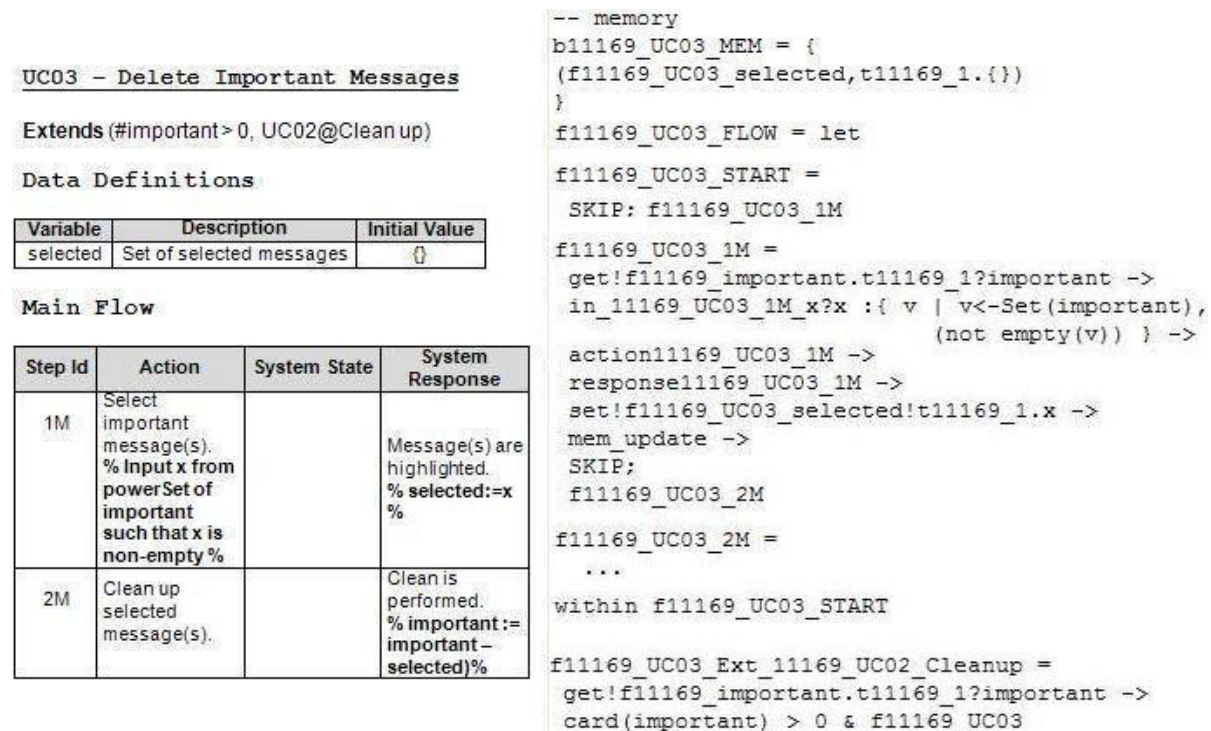 UC03 – Delete Important Messages
Extends (#important > 0, UC02@Clean up)
Data Definitions
Variable Description Initial Value
selected Set of selected messages {}
Main Flow
Step Id Action System State System
Response
1M
Select
important
message(s).
% Input x from
powerSet of
important
such that x is
non-empty %
Message(s) are
highlighted.
% selected:=x
%
2M
Clean up
selected
message(s).
Clean is
performed.
% important :=
important –
selected)%
-- memory
b11169_UC03_MEM = {
(f11169_UC03_selected,t11169_1.{})
}
f11169_UC03_FLOW = let
f11169_UC03_START =
SKIP; f11169_UC03_1M
f11169_UC03_1M =
get!f11169_important.t11169_1?important ->
in_11169_UC03_1M_x?x :{ v | v<-Set(important),
(not empty(v)) } ->
action11169_UC03_1M ->
response11169_UC03_1M ->
set!f11169_UC03_selected!t11169_1.x ->
mem_update ->
SKIP;
f11169_UC03_2M
f11169_UC03_2M =
...
within f11169_UC03_START
f11169_UC03_Ext_11169_UC02_Cleanup =
get!f11169_important.t11169_1?important ->
card(important) > 0 & f11169_UC03